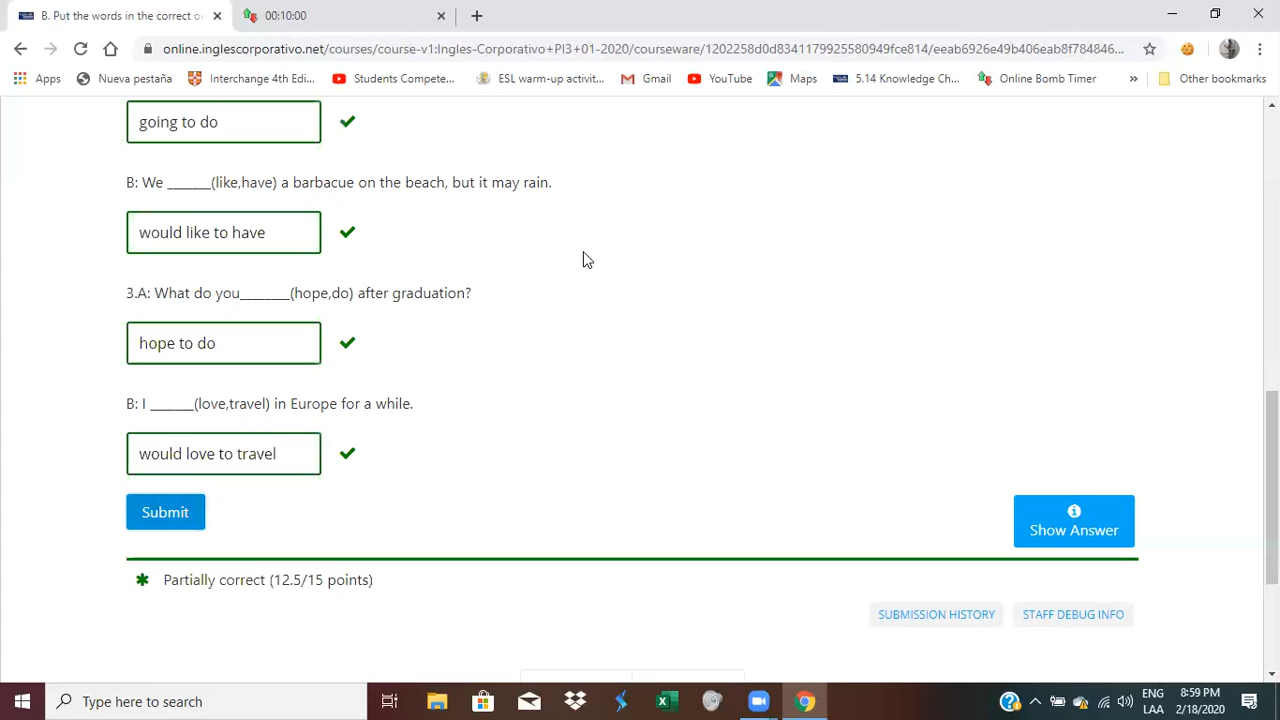 B. Put the words in the correct o
00:10:00
online.inglescorporativo.net/courses/course-v1:Ingles-Corporativo+PI3+01-2020/courseware/1202258d0d8341179925580949fce814/eeab6926e49b406eab8f784846...
Apps
Nueva pestaña
Interchange 4th Edi...
Students Compete...
ESL warm-up activit...
Gmail
YouTube
Maps
5.14 Knowledge Ch...
Online Bomb Timer
»
Other bookmarks
going to do
B: We ______(like,have) a barbacue on the beach, but it may rain.
would like to have
3.A: What do you_______(hope,do) after graduation?
hope to do
B: I ______(love,travel) in Europe for a while.
would love to travel
Submit
Show Answer
Partially correct (12.5/15 points)
SUBMISSION HISTORY
STAFF DEBUG INFO
Type here to search
ENG
LAA
8:59 PM
2/18/2020